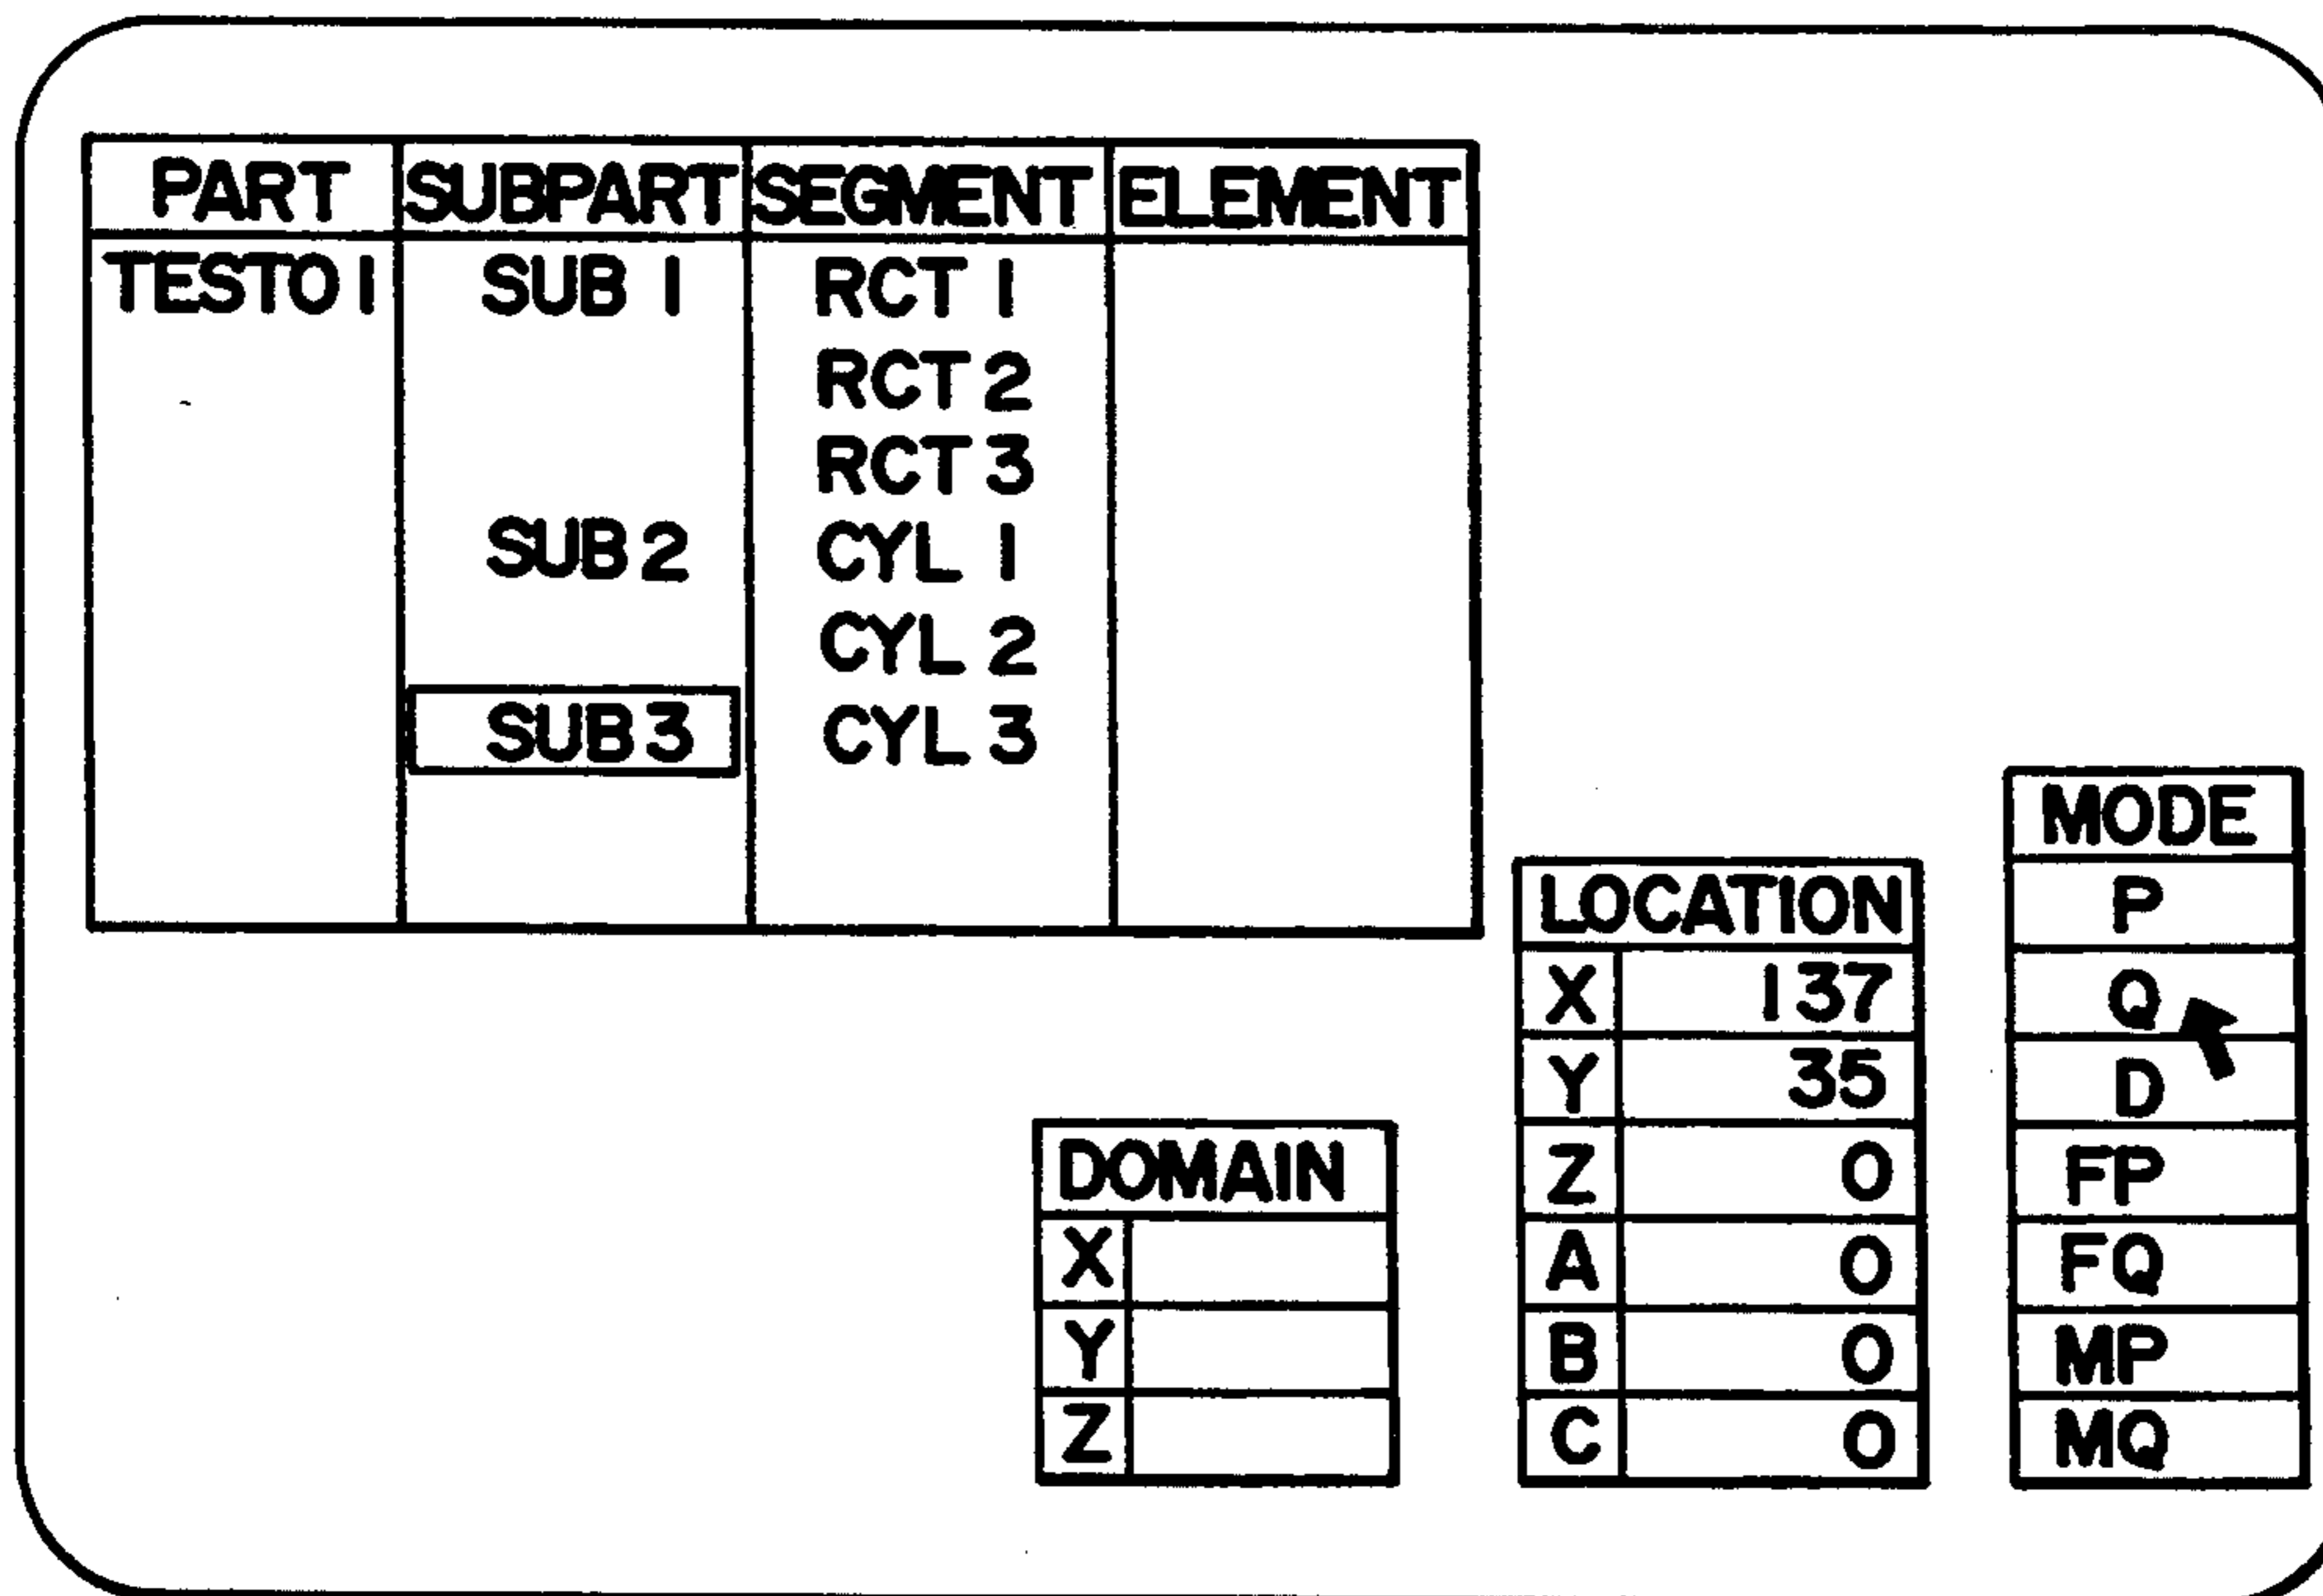 PART SUBPART SEGMENT ELEMENT
TESTO1 SUB 1 RCT 1
RCT 2
RCT 3
SUB 2 CYL 1
CYL 2
SUB 3 CYL 3
DOMAIN
X
Y
Z
LOCATION
X 137
Y 35
Z 0
A 0
B 0
C 0
MODE
P
Q
D
FP
FQ
MP
MQ